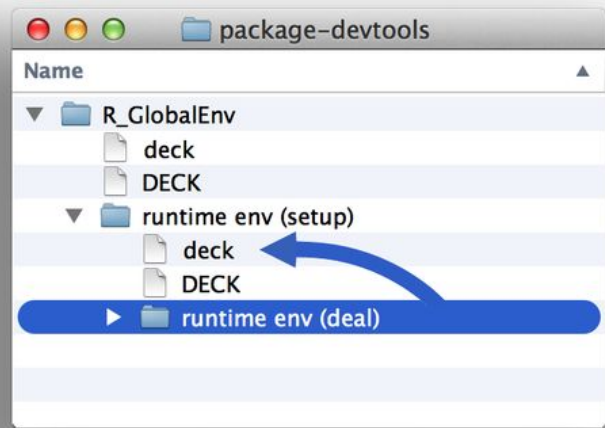 package-devtools
Name
R_GlobalEnv
deck
DECK
runtime env (setup)
deck
DECK
runtime env (deal)